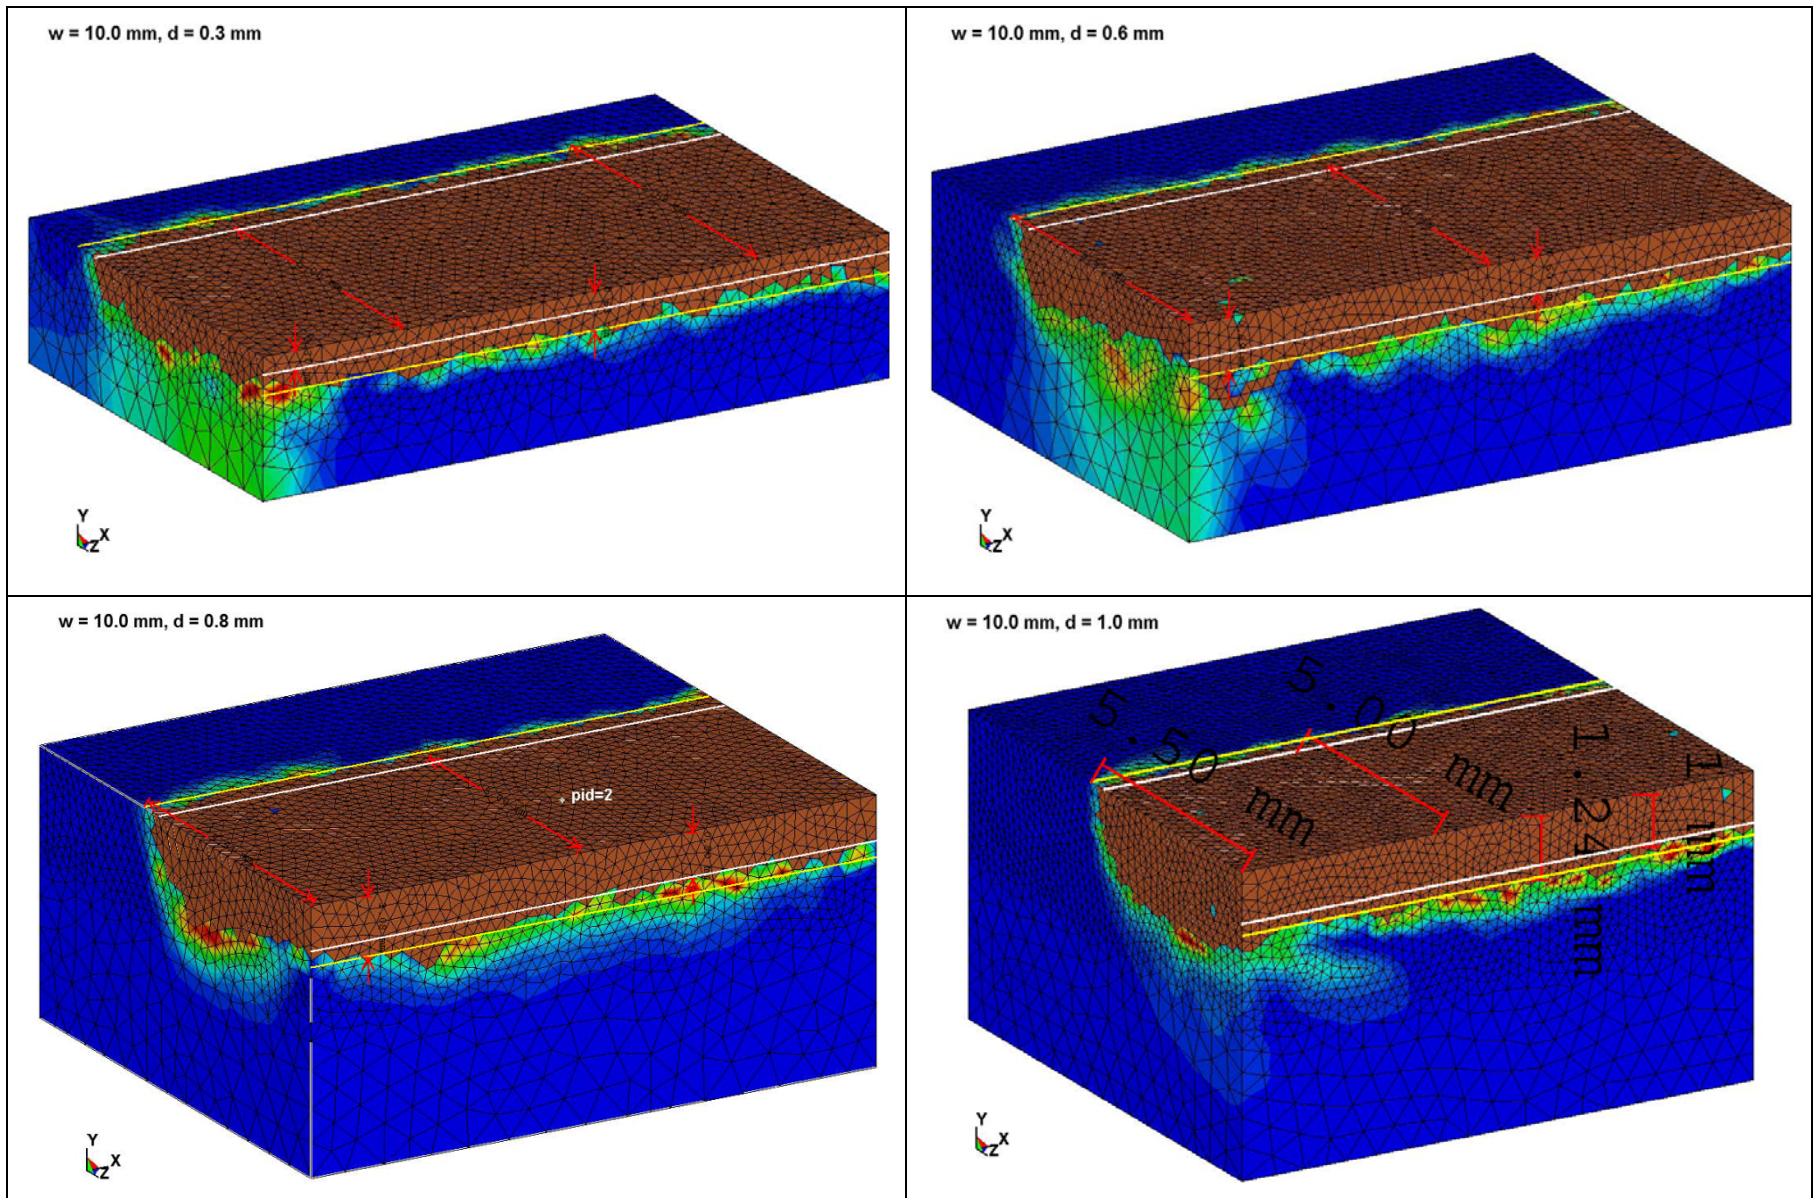 w = 10.0 mm, d = 0.3 mm
Y
X
Z
w = 10.0 mm, d = 0.6 mm
Y
X
Z
w = 10.0 mm, d = 0.8 mm
pid=2
Y
X
Z
w = 10.0 mm, d = 1.0 mm
5.50 mm
5.00 mm
1.24 mm
1 mm
Y
X
Z